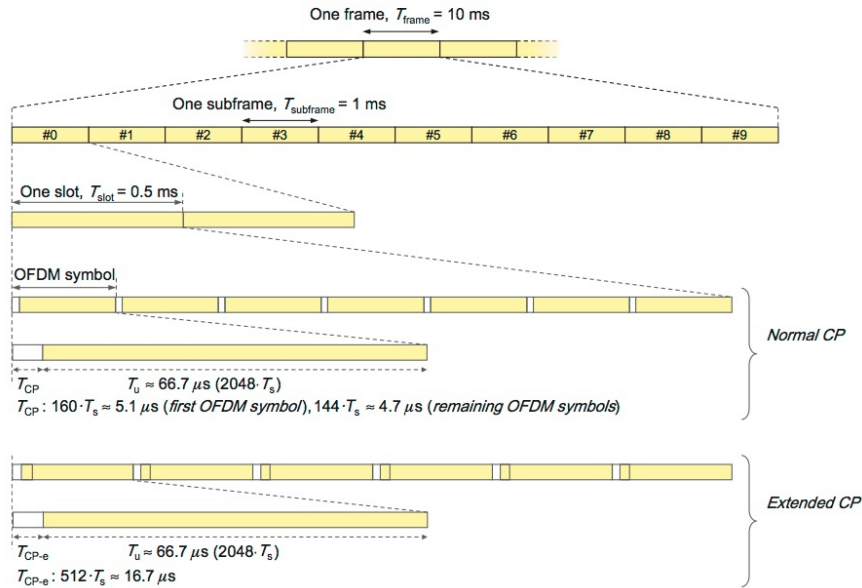 One frame, T_frame = 10 ms
One subframe, T_subframe = 1 ms
#0 #1 #2 #3 #4 #5 #6 #7 #8 #9
One slot, T_slot = 0.5 ms
OFDM symbol
Normal CP
T_CP T_u ≈ 66.7 μs (2048·T_s)
T_CP : 160·T_s ≈ 5.1 μs (first OFDM symbol), 144·T_s ≈ 4.7 μs (remaining OFDM symbols)
Extended CP
T_CP-e T_u ≈ 66.7 μs (2048·T_s)
T_CP-e : 512·T_s ≈ 16.7 μs